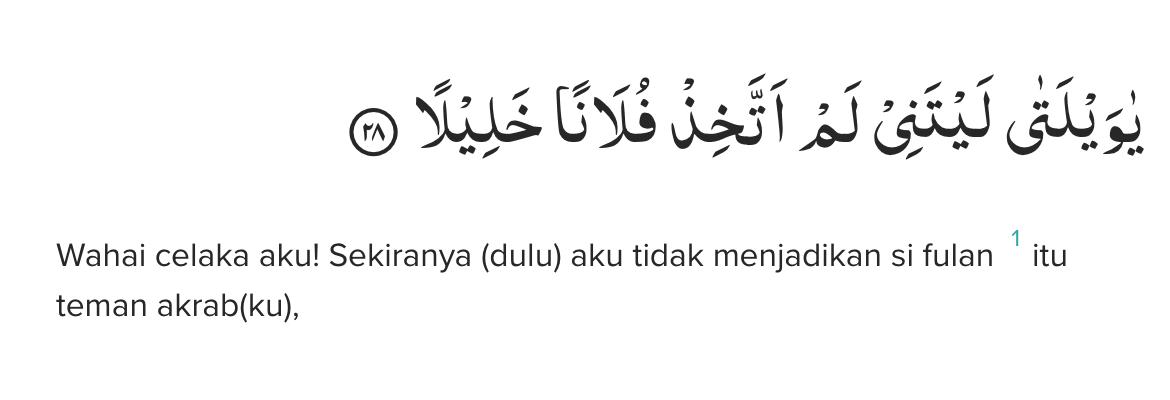 يٰوَيْلَتٰى لَيْتَنِيْ لَمْ اَتَّخِذْ فُلَانًا خَلِيْلًا ٢٨
Wahai celaka aku! Sekiranya (dulu) aku tidak menjadikan si fulan 1 itu
teman akrab(ku),